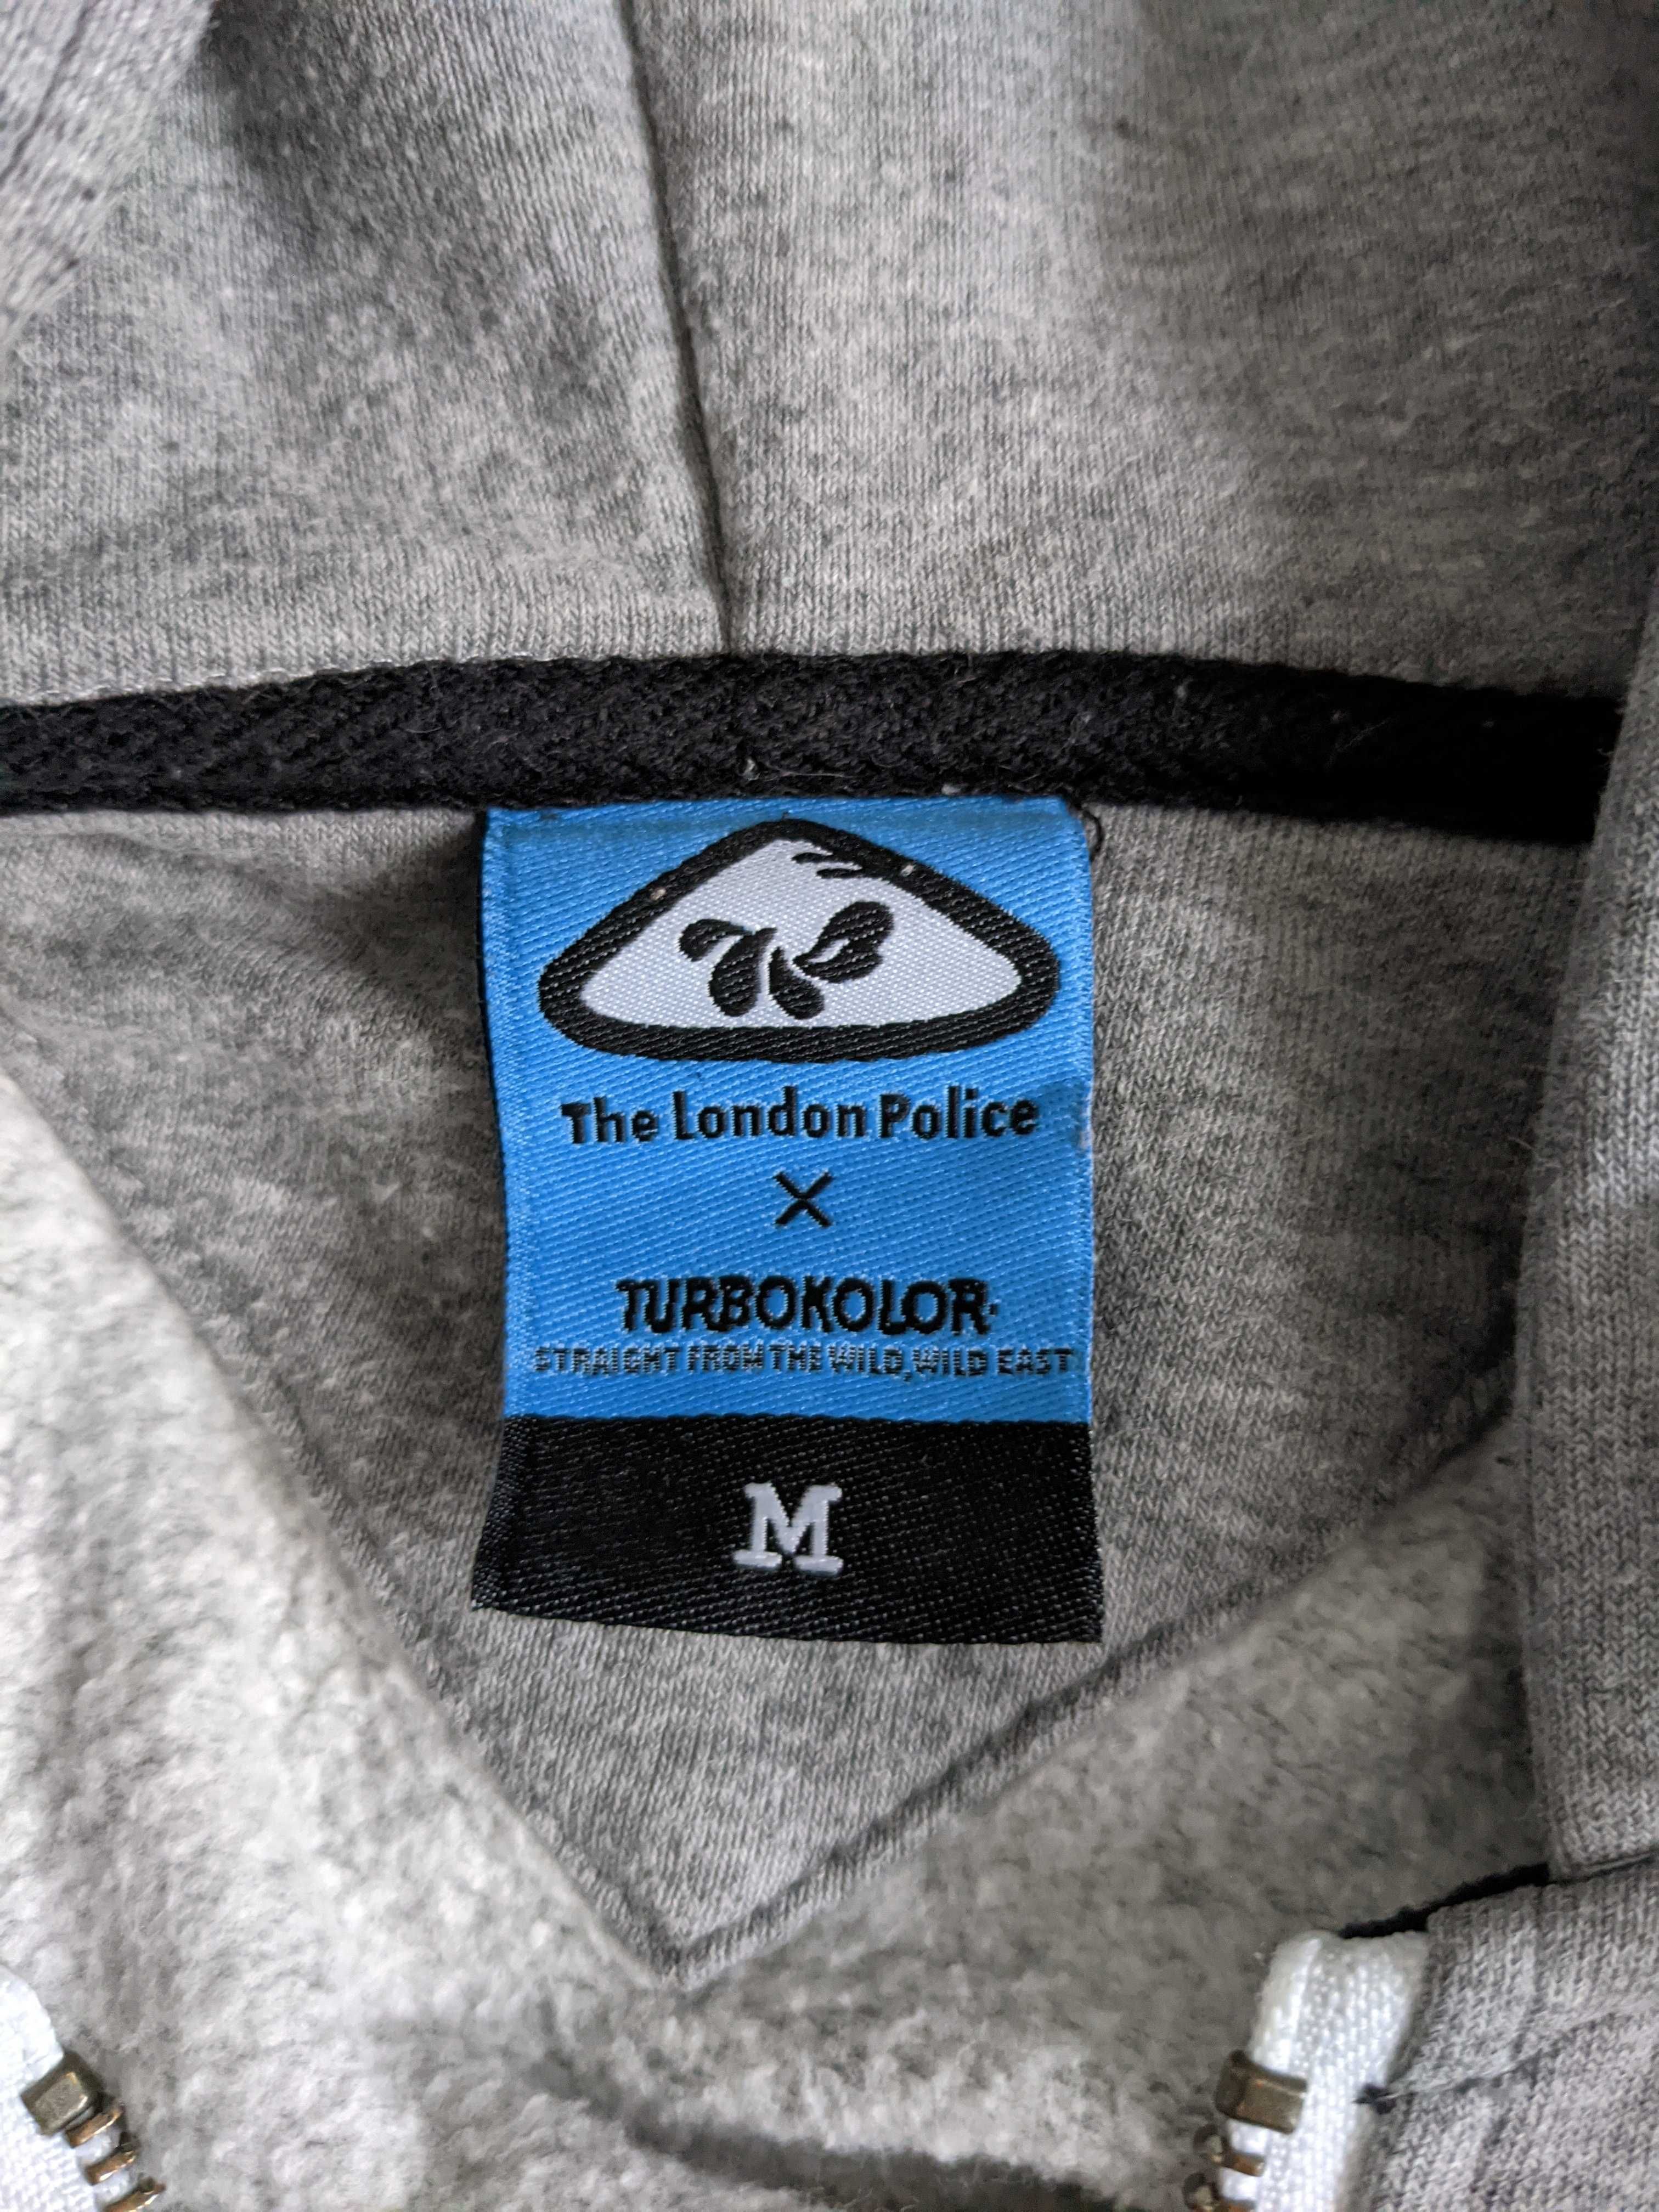 The London Police
X
TURBOKOLOR
STRAIGHT FROM THE WILD, WILD EAST
M